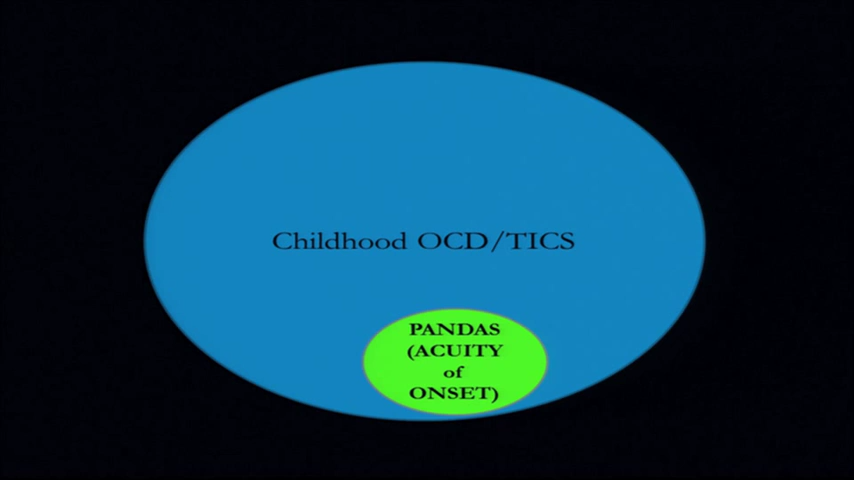 Childhood OCD/TICS
PANDAS
(ACUITY
of
ONSET)